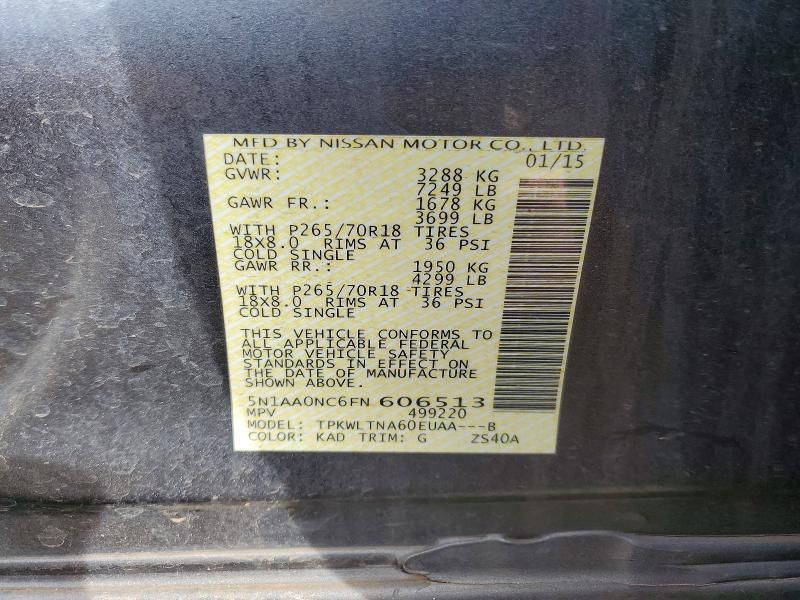 MFD BY NISSAN MOTOR CO., LTD.
DATE: 01/15
GVWR: 3288 KG
7249 LB
GAWR FR.: 1678 KG
3699 LB
WITH P265/70R18 TIRES
18X8.0 RIMS AT 36 PSI
COLD SINGLE
GAWR RR.: 1950 KG
4299 LB
WITH P265/70R18 TIRES
18X8.0 RIMS AT 36 PSI
COLD SINGLE
THIS VEHICLE CONFORMS TO
ALL APPLICABLE FEDERAL
MOTOR VEHICLE SAFETY
STANDARDS IN EFFECT ON
THE DATE OF MANUFACTURE
SHOWN ABOVE.
5N1AA0NC6FN 606513
MPV 499220
MODEL: TPKWLTNA60EUAA---B
COLOR: KAD TRIM: G ZS40A